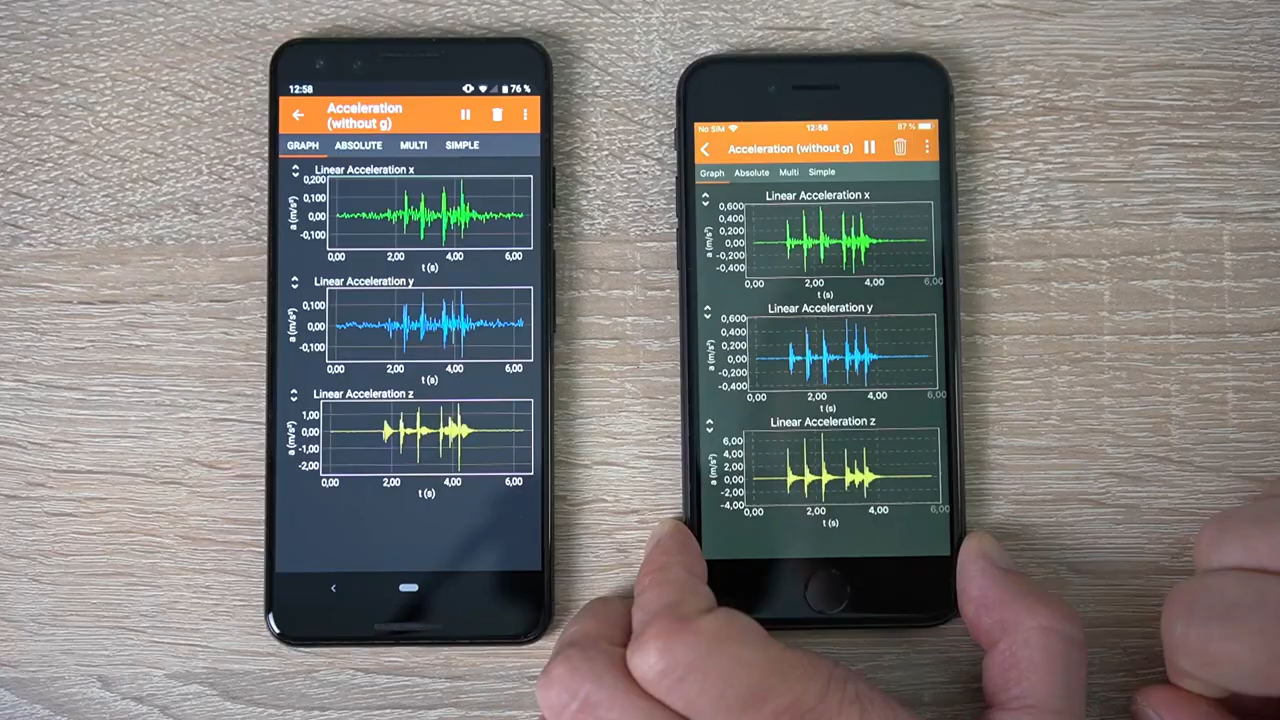 12:58
76 %
Acceleration
(without g)
GRAPH ABSOLUTE MULTI SIMPLE
Linear Acceleration x
0,200
0,100
0,00
-0,100
a (m/s²)
0,00 2,00 4,00 6,00
t (s)
Linear Acceleration y
0,100
0,00
-0,100
a (m/s²)
0,00 2,00 4,00 6,00
t (s)
Linear Acceleration z
1,00
0,00
-1,00
-2,00
a (m/s²)
0,00 2,00 4,00 6,00
t (s)
No SIM 12:58 87 %
Acceleration (without g)
Graph Absolute Multi Simple
Linear Acceleration x
0,600
0,400
0,200
0,00
-0,200
-0,400
a (m/s²)
0,00 2,00 4,00 6,00
t (s)
Linear Acceleration y
0,600
0,400
0,200
0,00
-0,200
-0,400
a (m/s²)
0,00 2,00 4,00 6,00
t (s)
Linear Acceleration z
6,00
4,00
2,00
0,00
-2,00
-4,00
a (m/s²)
0,00 2,00 4,00 6,00
t (s)